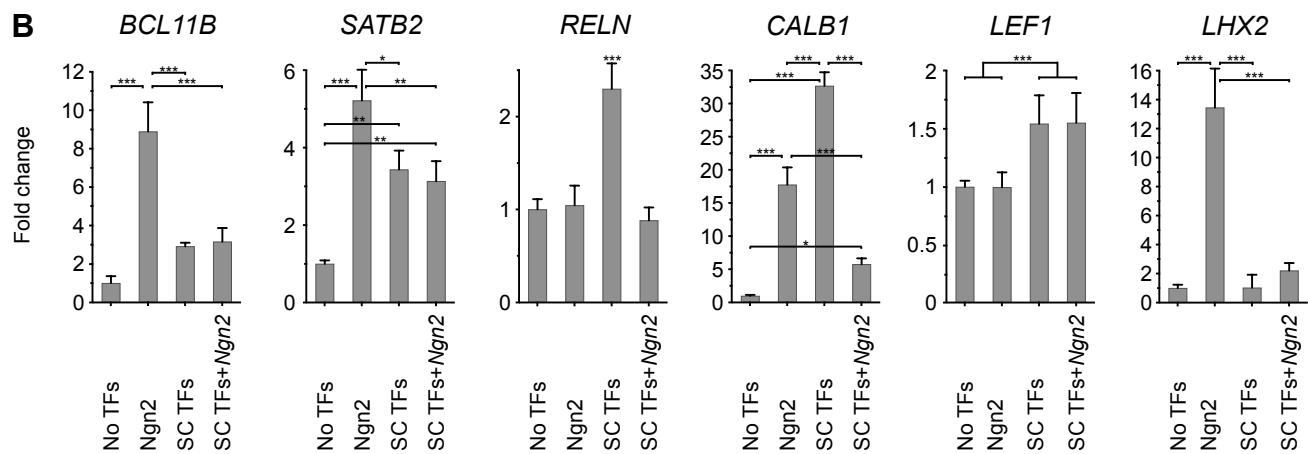 B
BCL11B
SATB2
RELN
CALB1
LEF1
LHX2
Fold change
12
10
8
6
4
2
0
***
***
***
No TFs
Ngn2
SC TFs
SC TFs+Ngn2
6
4
2
0
*
***
**
**
**
No TFs
Ngn2
SC TFs
SC TFs+Ngn2
2
1
0
***
No TFs
Ngn2
SC TFs
SC TFs+Ngn2
35
30
25
20
17.5
10
5
0
***
***
***
***
***
*
No TFs
Ngn2
SC TFs
SC TFs+Ngn2
2
1.5
1
0.5
0
***
No TFs
Ngn2
SC TFs
SC TFs+Ngn2
16
14
12
10
8
6
4
2
0
***
***
***
No TFs
Ngn2
SC TFs
SC TFs+Ngn2